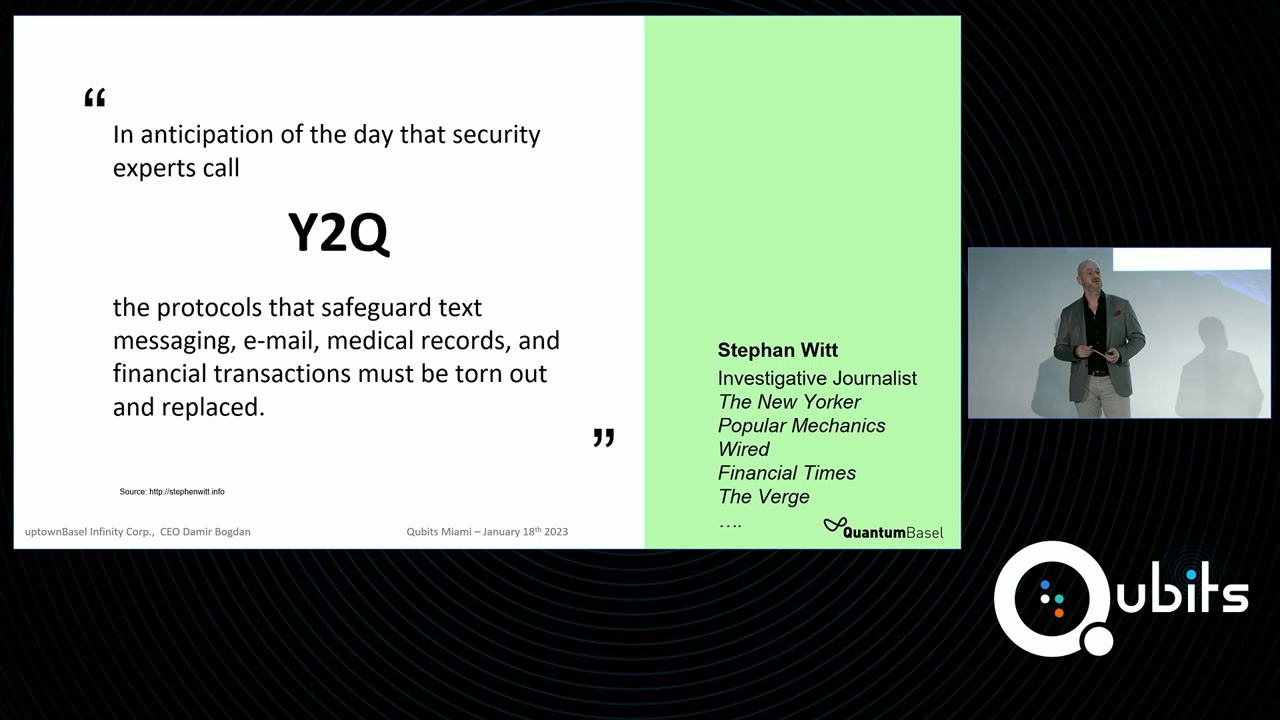 “
In anticipation of the day that security
experts call
Y2Q
the protocols that safeguard text
messaging, e-mail, medical records, and
financial transactions must be torn out
and replaced.
”
Source: http://stephenwitt.info
uptownBasel Infinity Corp., CEO Damir Bogdan
Qubits Miami – January 18th 2023
Stephan Witt
Investigative Journalist
The New Yorker
Popular Mechanics
Wired
Financial Times
The Verge
….
QuantumBasel
Qubits